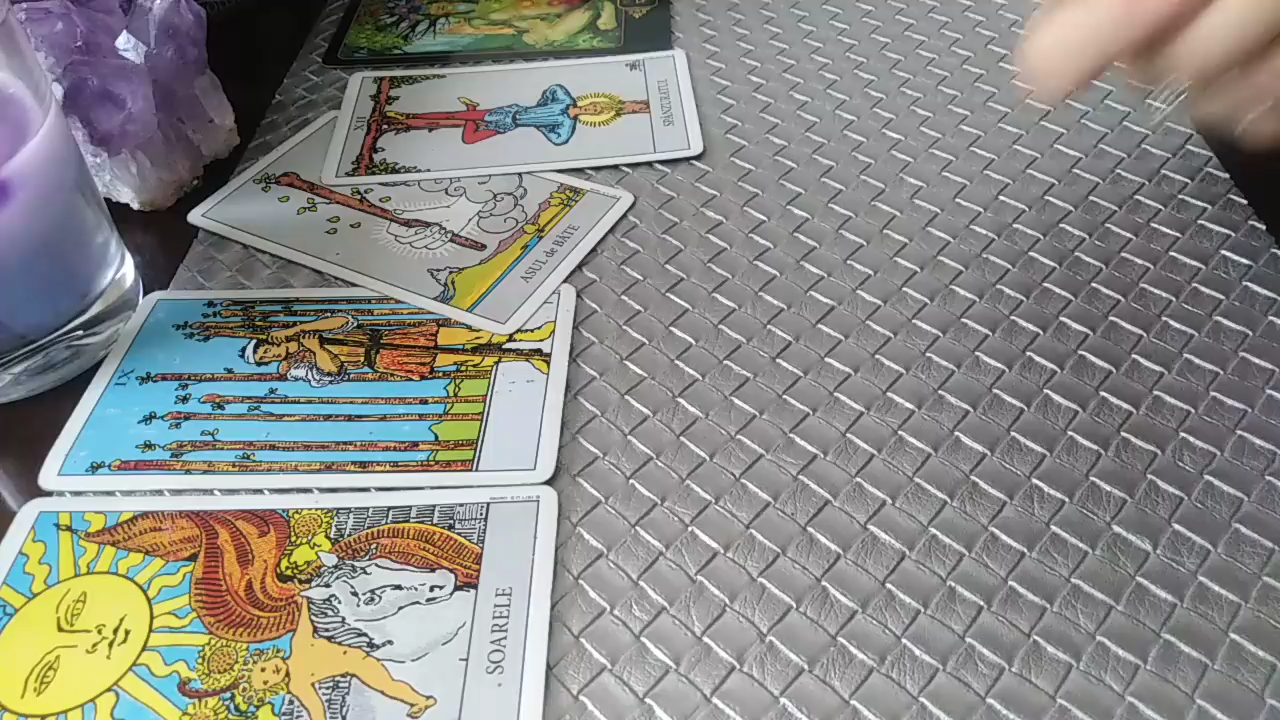 XII
SPÂNZURATUL
ASUL de BÂTE
IX
SOARELE